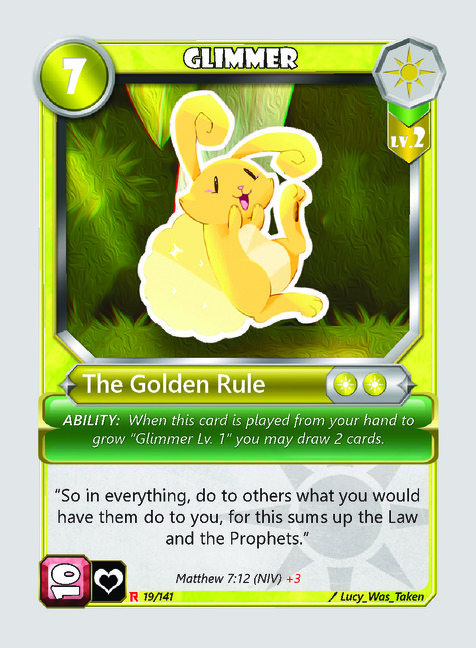 GLIMMER
7
LV.2
The Golden Rule
ABILITY: When this card is played from your hand to
grow "Glimmer Lv. 1" you may draw 2 cards.
"So in everything, do to others what you would
have them do to you, for this sums up the Law
and the Prophets."
Matthew 7:12 (NIV) +3
10
R 19/141
Lucy_Was_Taken